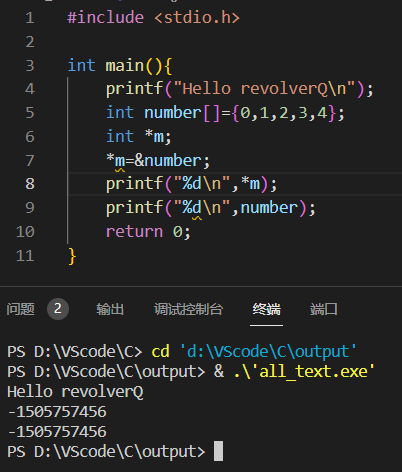 1 #include <stdio.h>
2
3 int main(){
4     printf("Hello revolverQ\n");
5     int number[]={0,1,2,3,4};
6     int *m;
7     *m=&number;
8     printf("%d\n",*m);
9     printf("%d\n",number);
10     return 0;
11 }
问题 2 输出 调试控制台 终端 端口
PS D:\VScode\C> cd 'd:\VScode\C\output'
PS D:\VScode\C\output> & .\'all_text.exe'
Hello revolverQ
-1505757456
-1505757456
PS D:\VScode\C\output>